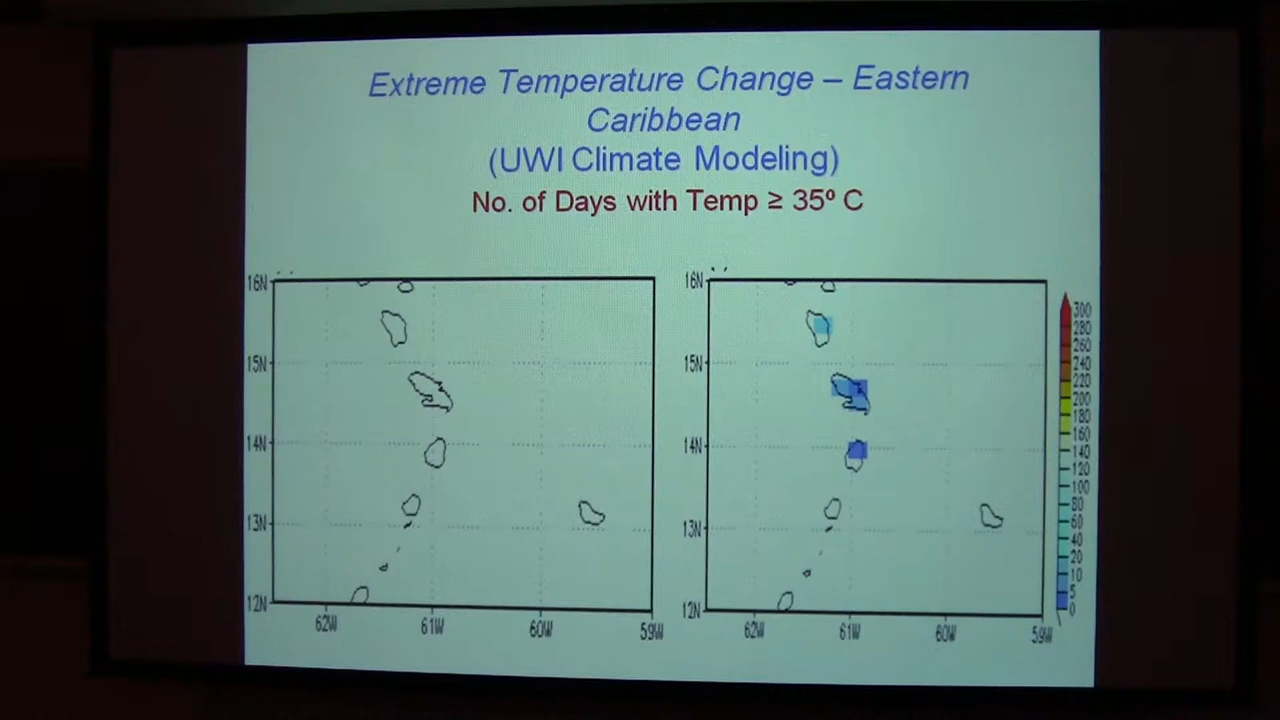 Extreme Temperature Change – Eastern
Caribbean
(UWI Climate Modeling)
No. of Days with Temp ≥ 35º C
16N
15N
14N
13N
12N
62W 61W 60W 59W
16N
15N
14N
13N
12N
62W 61W 60W 59W
300
280
260
240
220
200
180
160
140
120
100
80
60
40
20
10
5
0